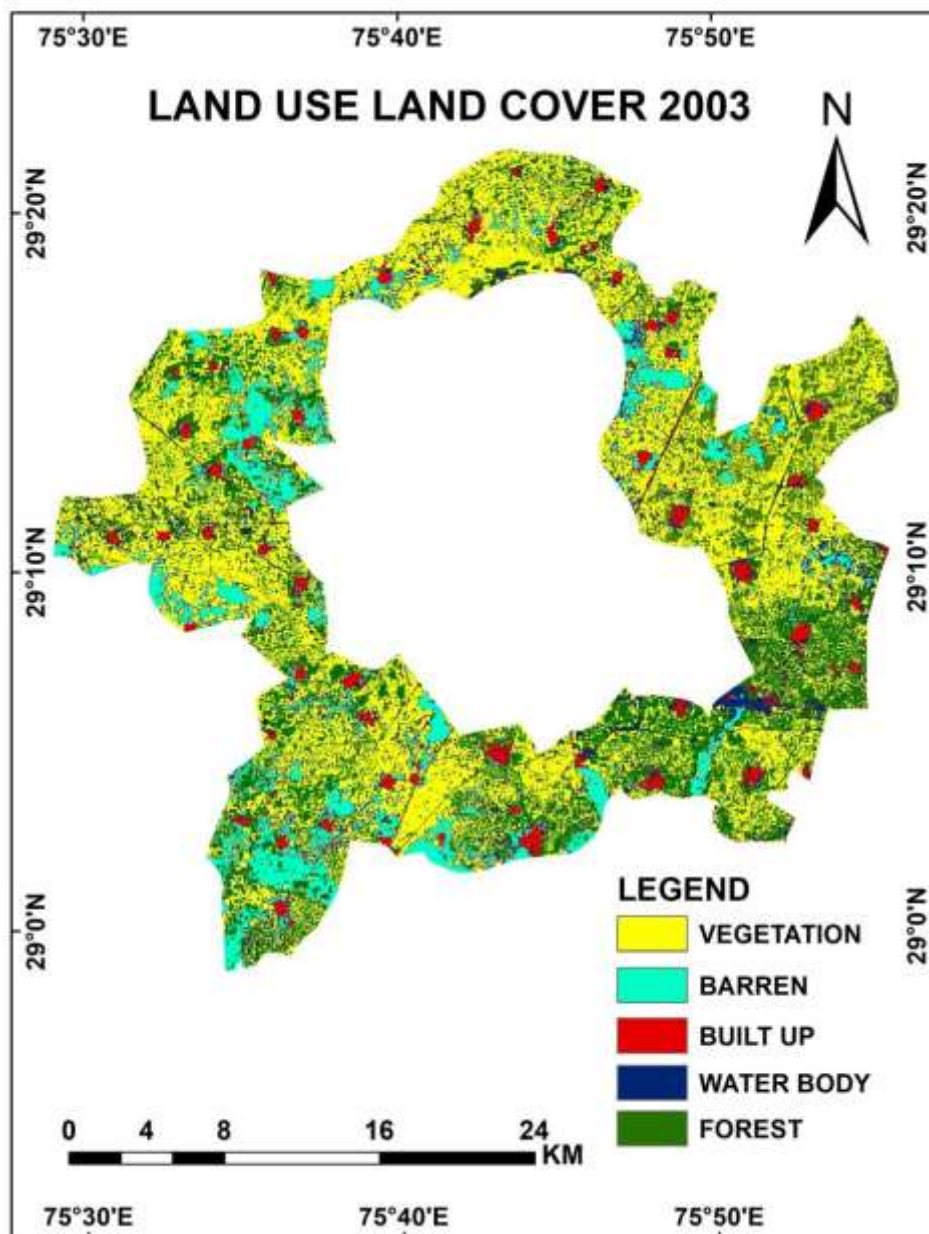 75°30'E 75°40'E 75°50'E
LAND USE LAND COVER 2003
N
29°20'N 29°20'N
29°10'N 29°10'N
29°0'N 29°0'N
LEGEND
VEGETATION
BARREN
BUILT UP
WATER BODY
FOREST
0 4 8 16 24
KM
75°30'E 75°40'E 75°50'E